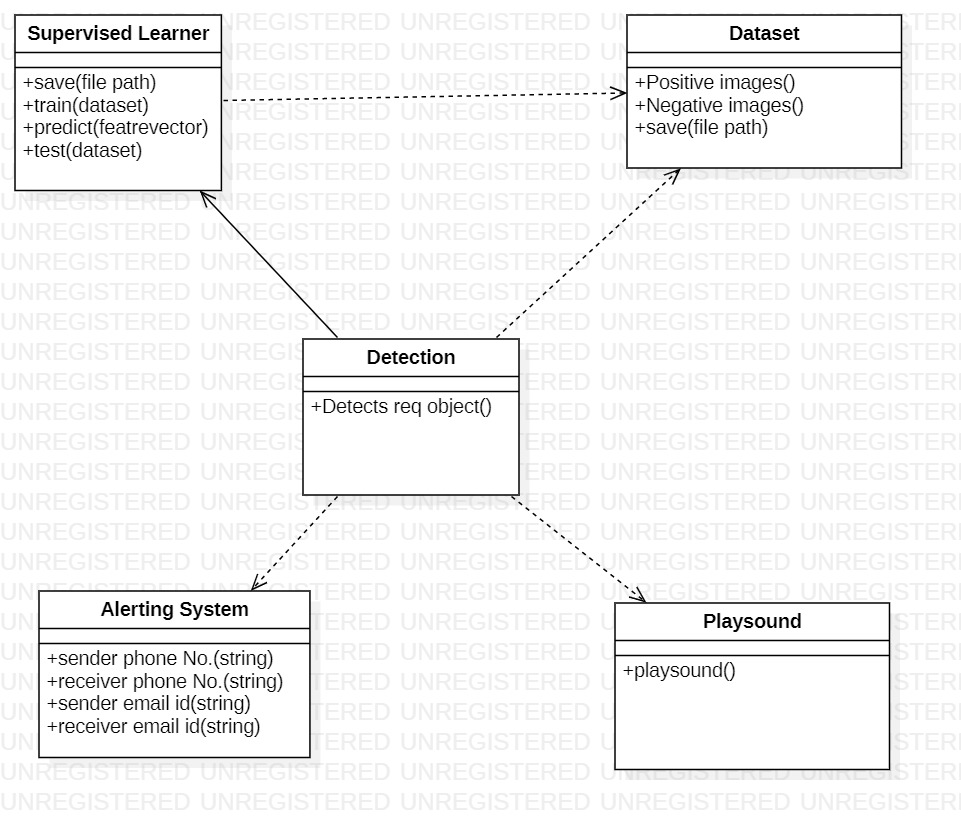 Supervised Learner
+save(file path)
+train(dataset)
+predict(featrevector)
+test(dataset)
Dataset
+Positive images()
+Negative images()
+save(file path)
Detection
+Detects req object()
Alerting System
+sender phone No.(string)
+receiver phone No.(string)
+sender email id(string)
+receiver email id(string)
Playsound
+playsound()
UNREGISTERED